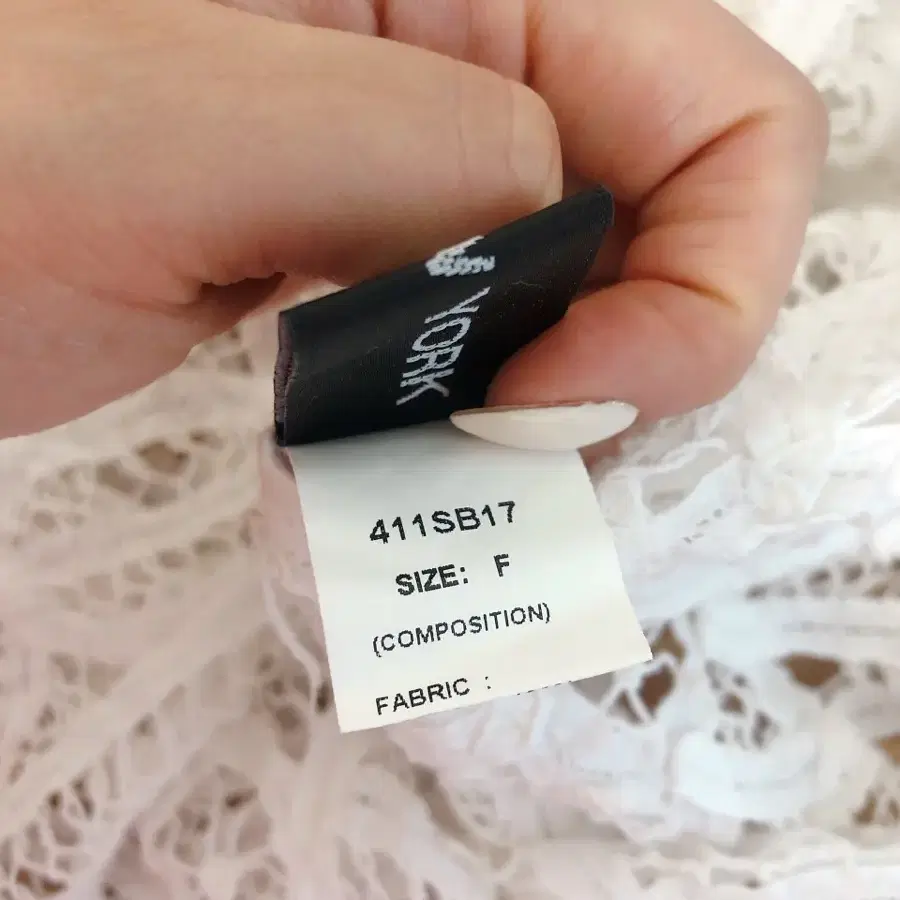 YORK
411SB17
SIZE: F
(COMPOSITION)
FABRIC :